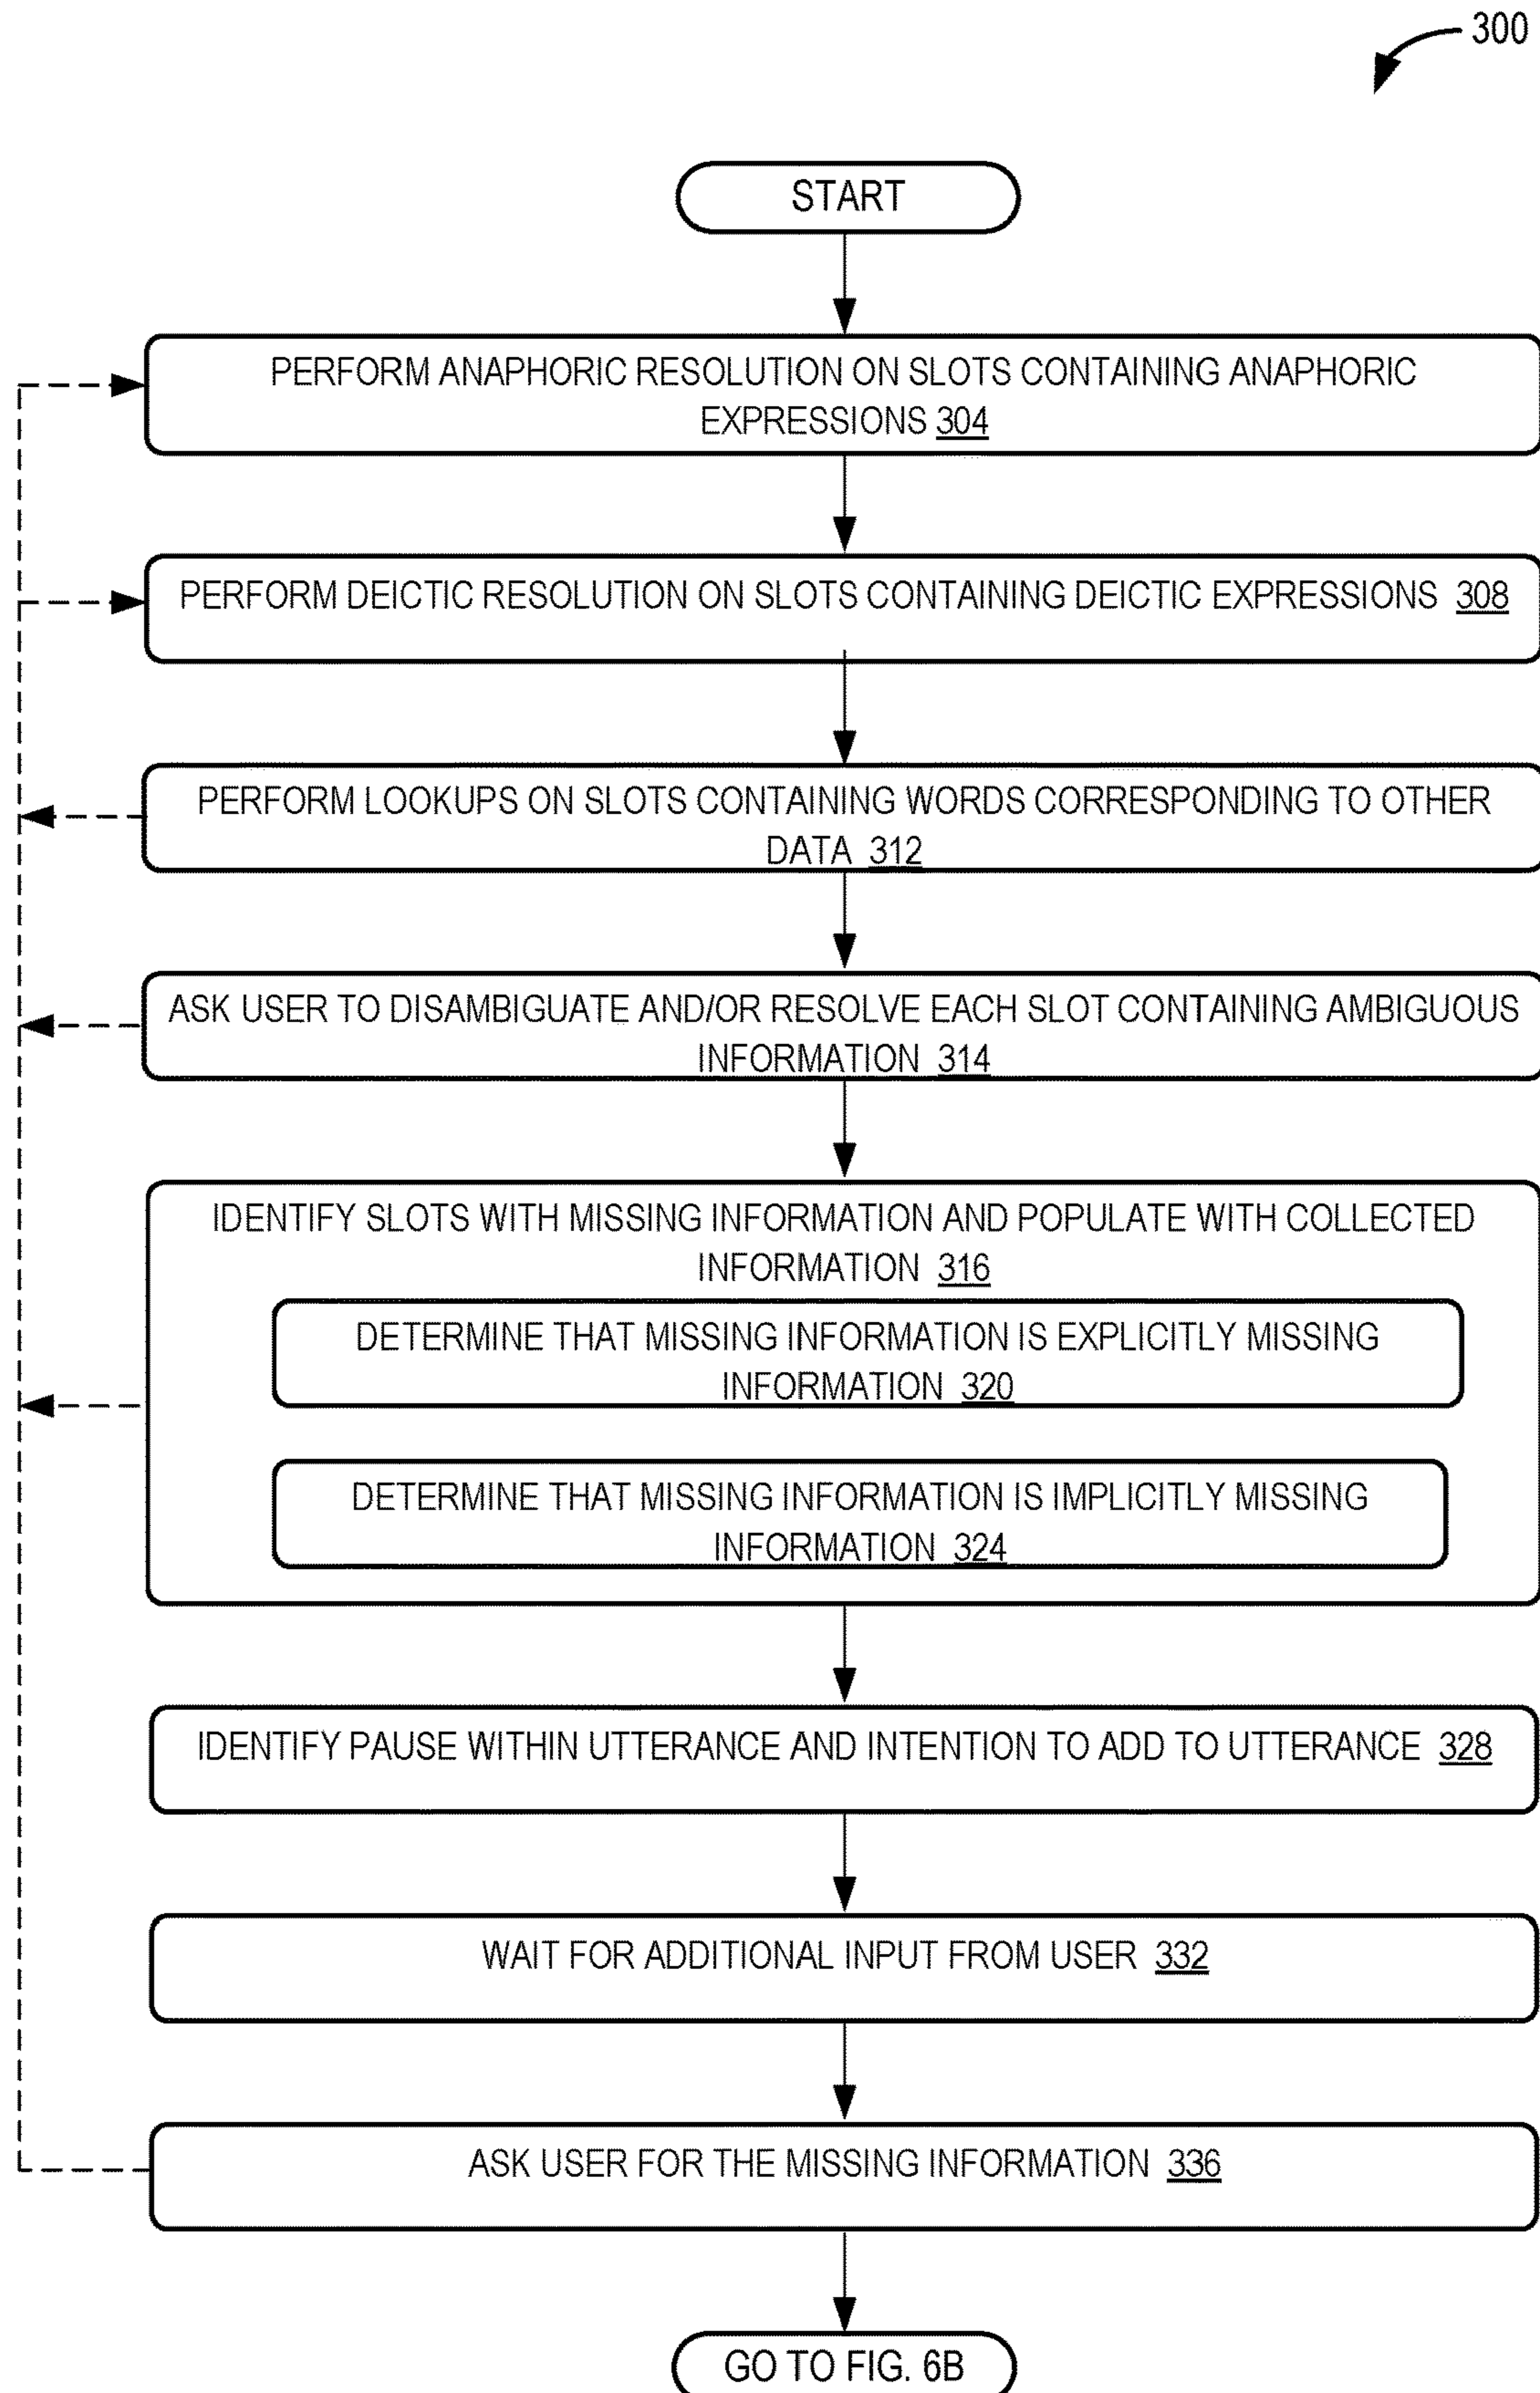 300
START
PERFORM ANAPHORIC RESOLUTION ON SLOTS CONTAINING ANAPHORIC
EXPRESSIONS 304
PERFORM DEICTIC RESOLUTION ON SLOTS CONTAINING DEICTIC EXPRESSIONS 308
PERFORM LOOKUPS ON SLOTS CONTAINING WORDS CORRESPONDING TO OTHER
DATA 312
ASK USER TO DISAMBIGUATE AND/OR RESOLVE EACH SLOT CONTAINING AMBIGUOUS
INFORMATION 314
IDENTIFY SLOTS WITH MISSING INFORMATION AND POPULATE WITH COLLECTED
INFORMATION 316
DETERMINE THAT MISSING INFORMATION IS EXPLICITLY MISSING
INFORMATION 320
DETERMINE THAT MISSING INFORMATION IS IMPLICITLY MISSING
INFORMATION 324
IDENTIFY PAUSE WITHIN UTTERANCE AND INTENTION TO ADD TO UTTERANCE 328
WAIT FOR ADDITIONAL INPUT FROM USER 332
ASK USER FOR THE MISSING INFORMATION 336
GO TO FIG. 6B